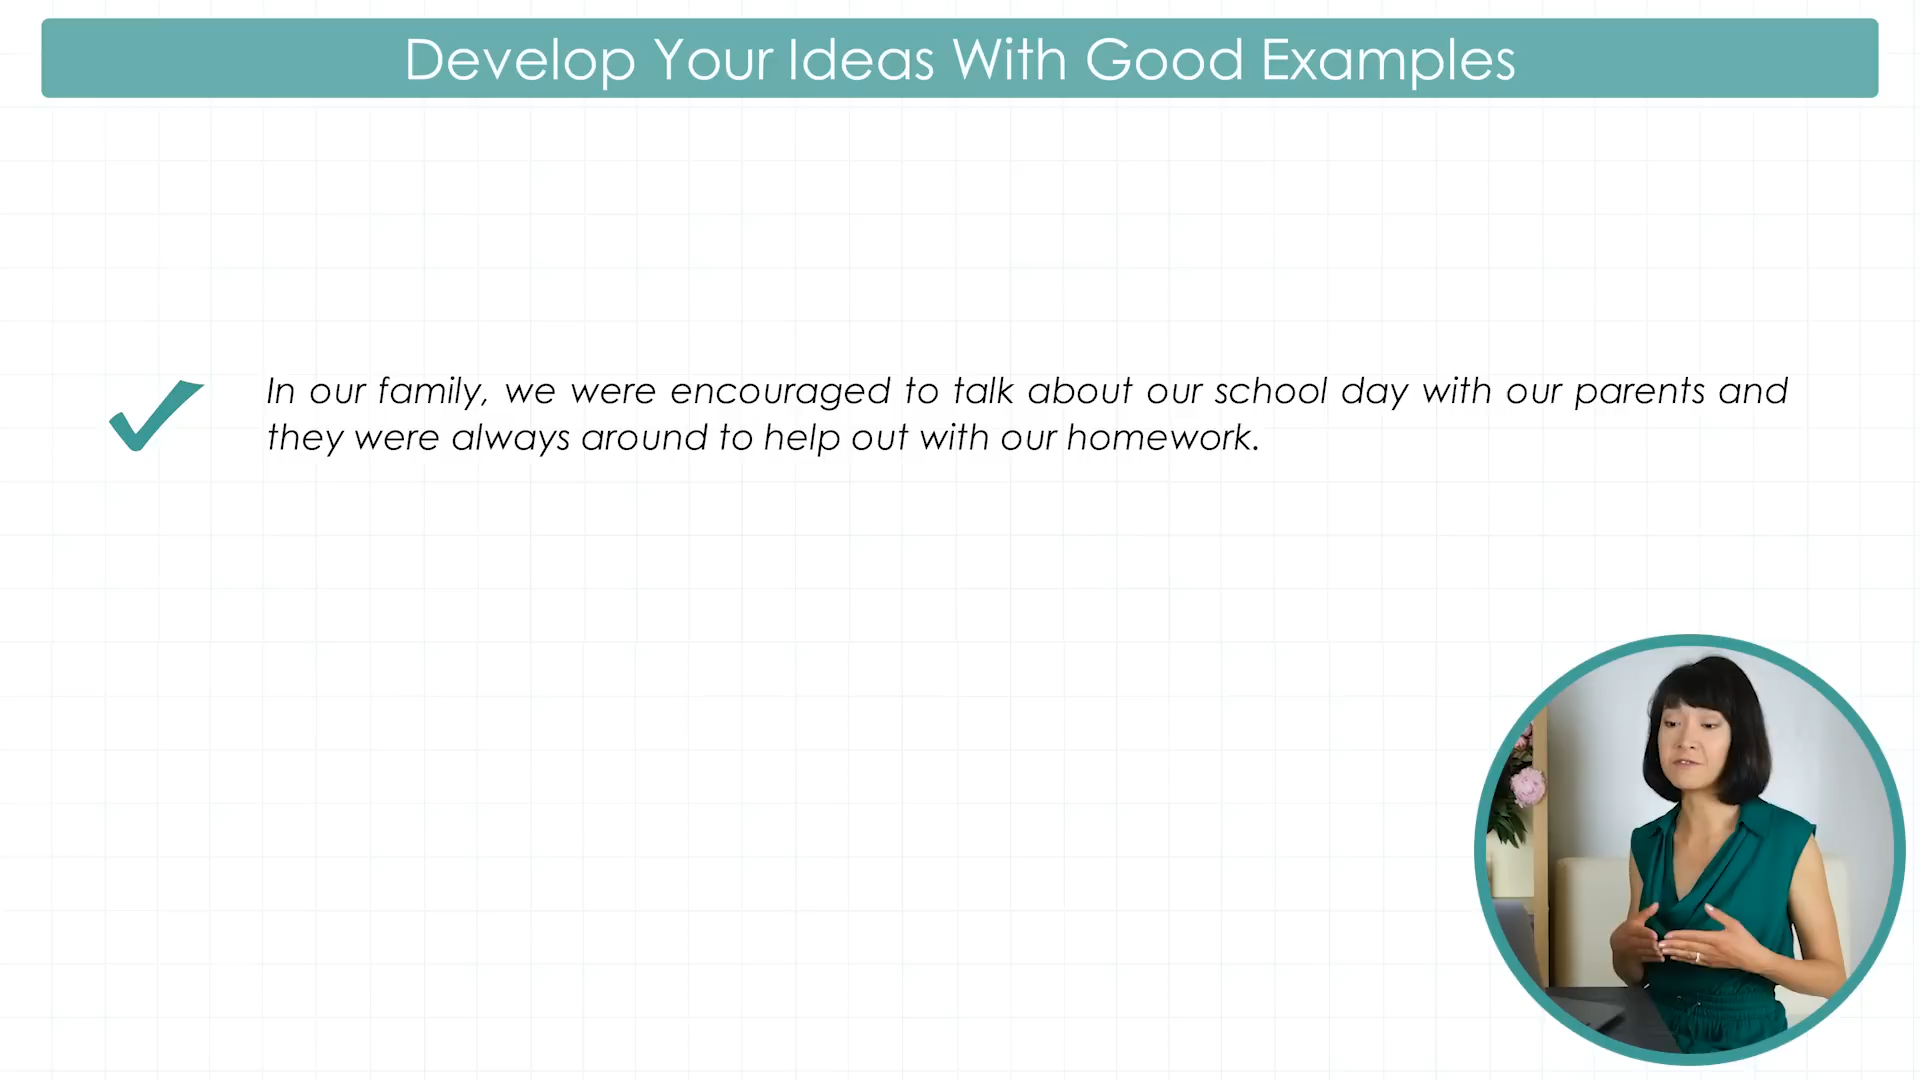 Develop Your Ideas With Good Examples
In our family, we were encouraged to talk about our school day with our parents and
they were always around to help out with our homework.